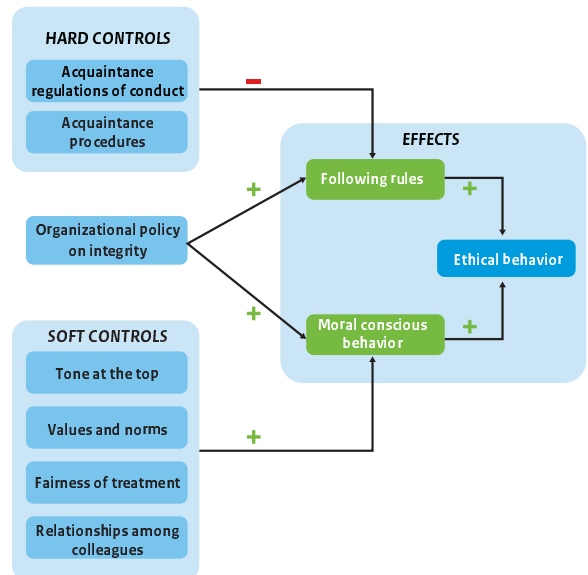 HARD CONTROLS
Acquaintance
regulations of conduct
Acquaintance
procedures
−
EFFECTS
Following rules
+
+
Organizational policy
on integrity
Ethical behavior
+
Moral conscious
behavior
+
SOFT CONTROLS
Tone at the top
Values and norms
+
Fairness of treatment
Relationships among
colleagues